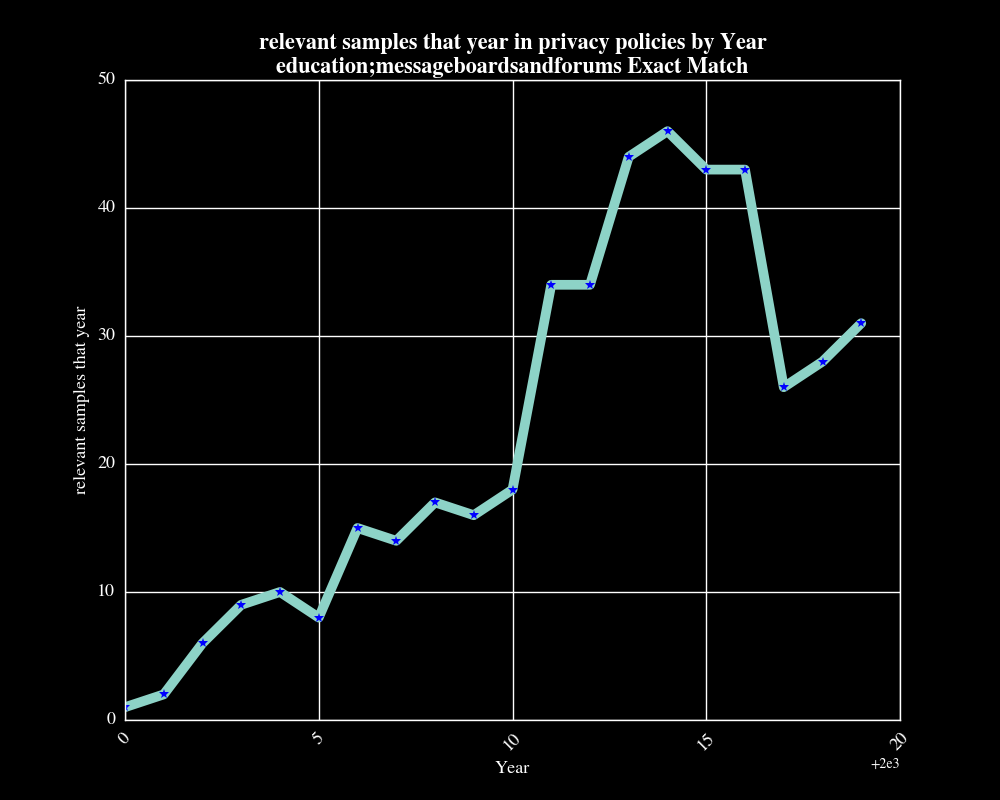 relevant samples that year in privacy policies by Year
education;messageboardsandforums Exact Match
50
40
30
20
10
0
relevant samples that year
0
5
10
15
20
Year
+2e3